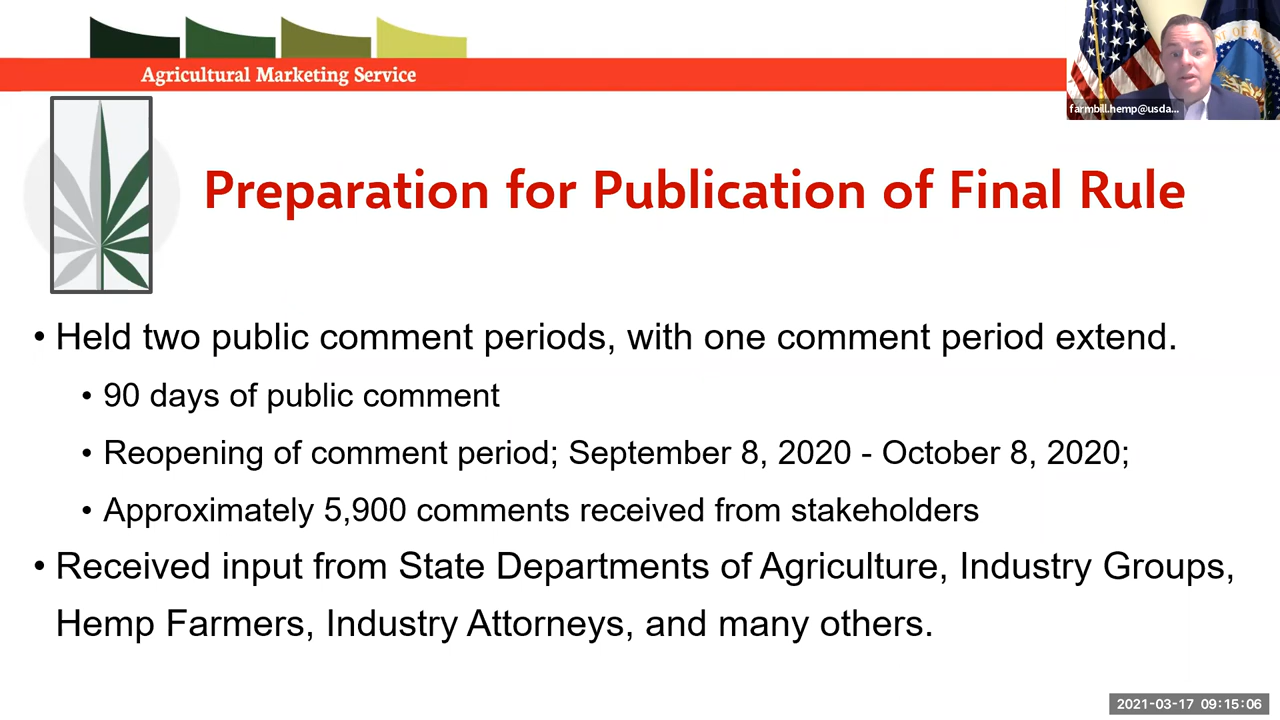 Agricultural Marketing Service
farmbill.hemp@usda...
Preparation for Publication of Final Rule
• Held two public comment periods, with one comment period extend.
• 90 days of public comment
• Reopening of comment period; September 8, 2020 - October 8, 2020;
• Approximately 5,900 comments received from stakeholders
• Received input from State Departments of Agriculture, Industry Groups,
Hemp Farmers, Industry Attorneys, and many others.
2021-03-17 09:15:06